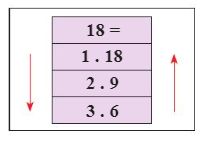 18 =
1 . 18
2 . 9
3 . 6